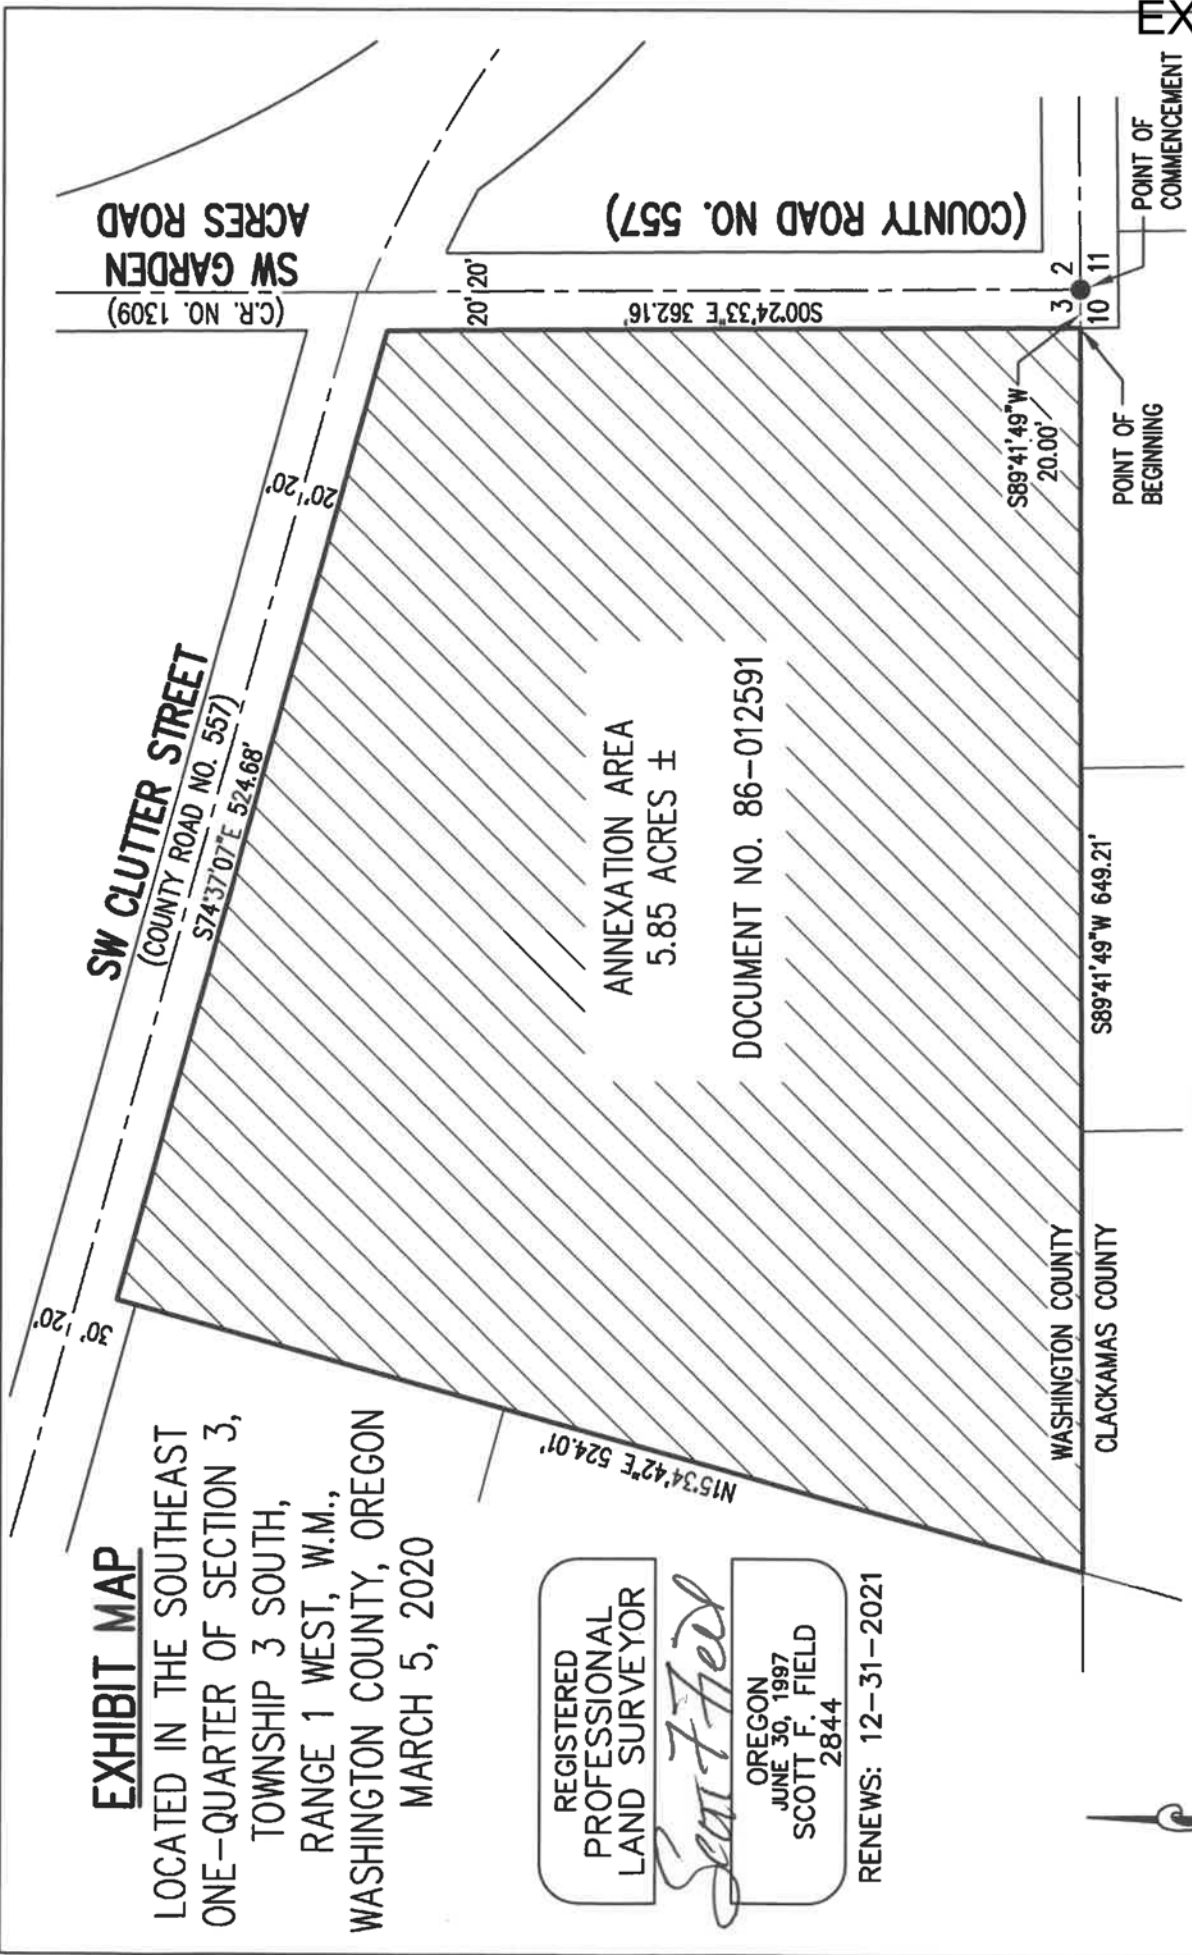 EX
EXHIBIT MAP
LOCATED IN THE SOUTHEAST
ONE-QUARTER OF SECTION 3,
TOWNSHIP 3 SOUTH,
RANGE 1 WEST, W.M.,
WASHINGTON COUNTY, OREGON
MARCH 5, 2020
REGISTERED
PROFESSIONAL
LAND SURVEYOR
Scott F. Field
OREGON
JUNE 30, 1997
SCOTT F. FIELD
2844
RENEWS: 12-31-2021
30' 20'
SW CLUTTER STREET
(COUNTY ROAD NO. 557)
S74°37'07"E 524.68'
20' 20'
N15°34'42"E 524.01'
ANNEXATION AREA
5.85 ACRES ±
DOCUMENT NO. 86-012591
WASHINGTON COUNTY
CLACKAMAS COUNTY
S89°41'49"W 649.21'
SW GARDEN
ACRES ROAD
(C.R. NO. 1309)
20' 20'
(COUNTY ROAD NO. 557)
S00°24'33"E 362.16'
S89°41'49"W
20.00'
3 2
10 11
POINT OF
BEGINNING
POINT OF
COMMENCEMENT